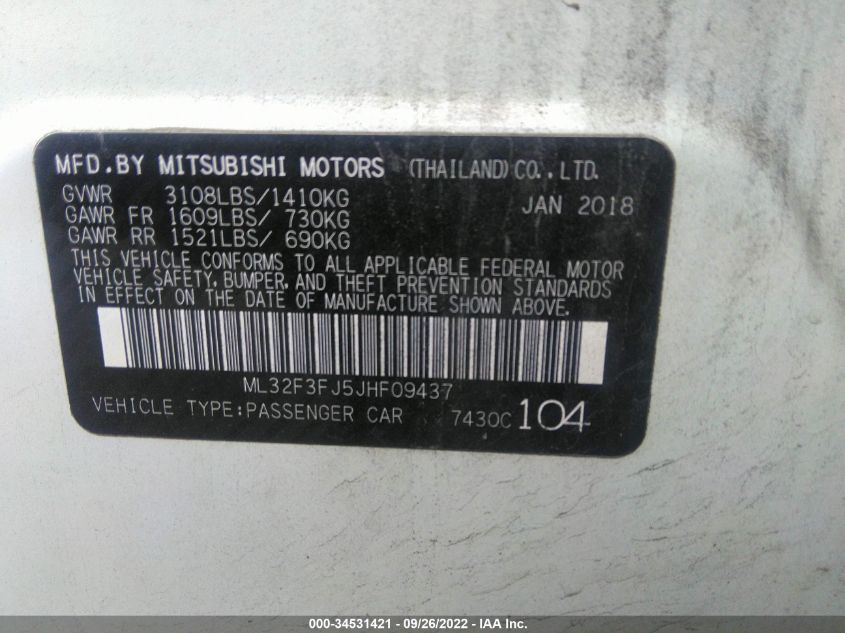 MFD.BY MITSUBISHI MOTORS (THAILAND) CO.,LTD.
GVWR 3108LBS/1410KG JAN 2018
GAWR FR 1609LBS/ 730KG
GAWR RR 1521LBS/ 690KG
THIS VEHICLE CONFORMS TO ALL APPLICABLE FEDERAL MOTOR
VEHICLE SAFETY, BUMPER, AND THEFT PREVENTION STANDARDS
IN EFFECT ON THE DATE OF MANUFACTURE SHOWN ABOVE.
ML32F3FJ5JHF09437
VEHICLE TYPE:PASSENGER CAR 7430C 104
000-34531421 - 09/26/2022 - IAA Inc.